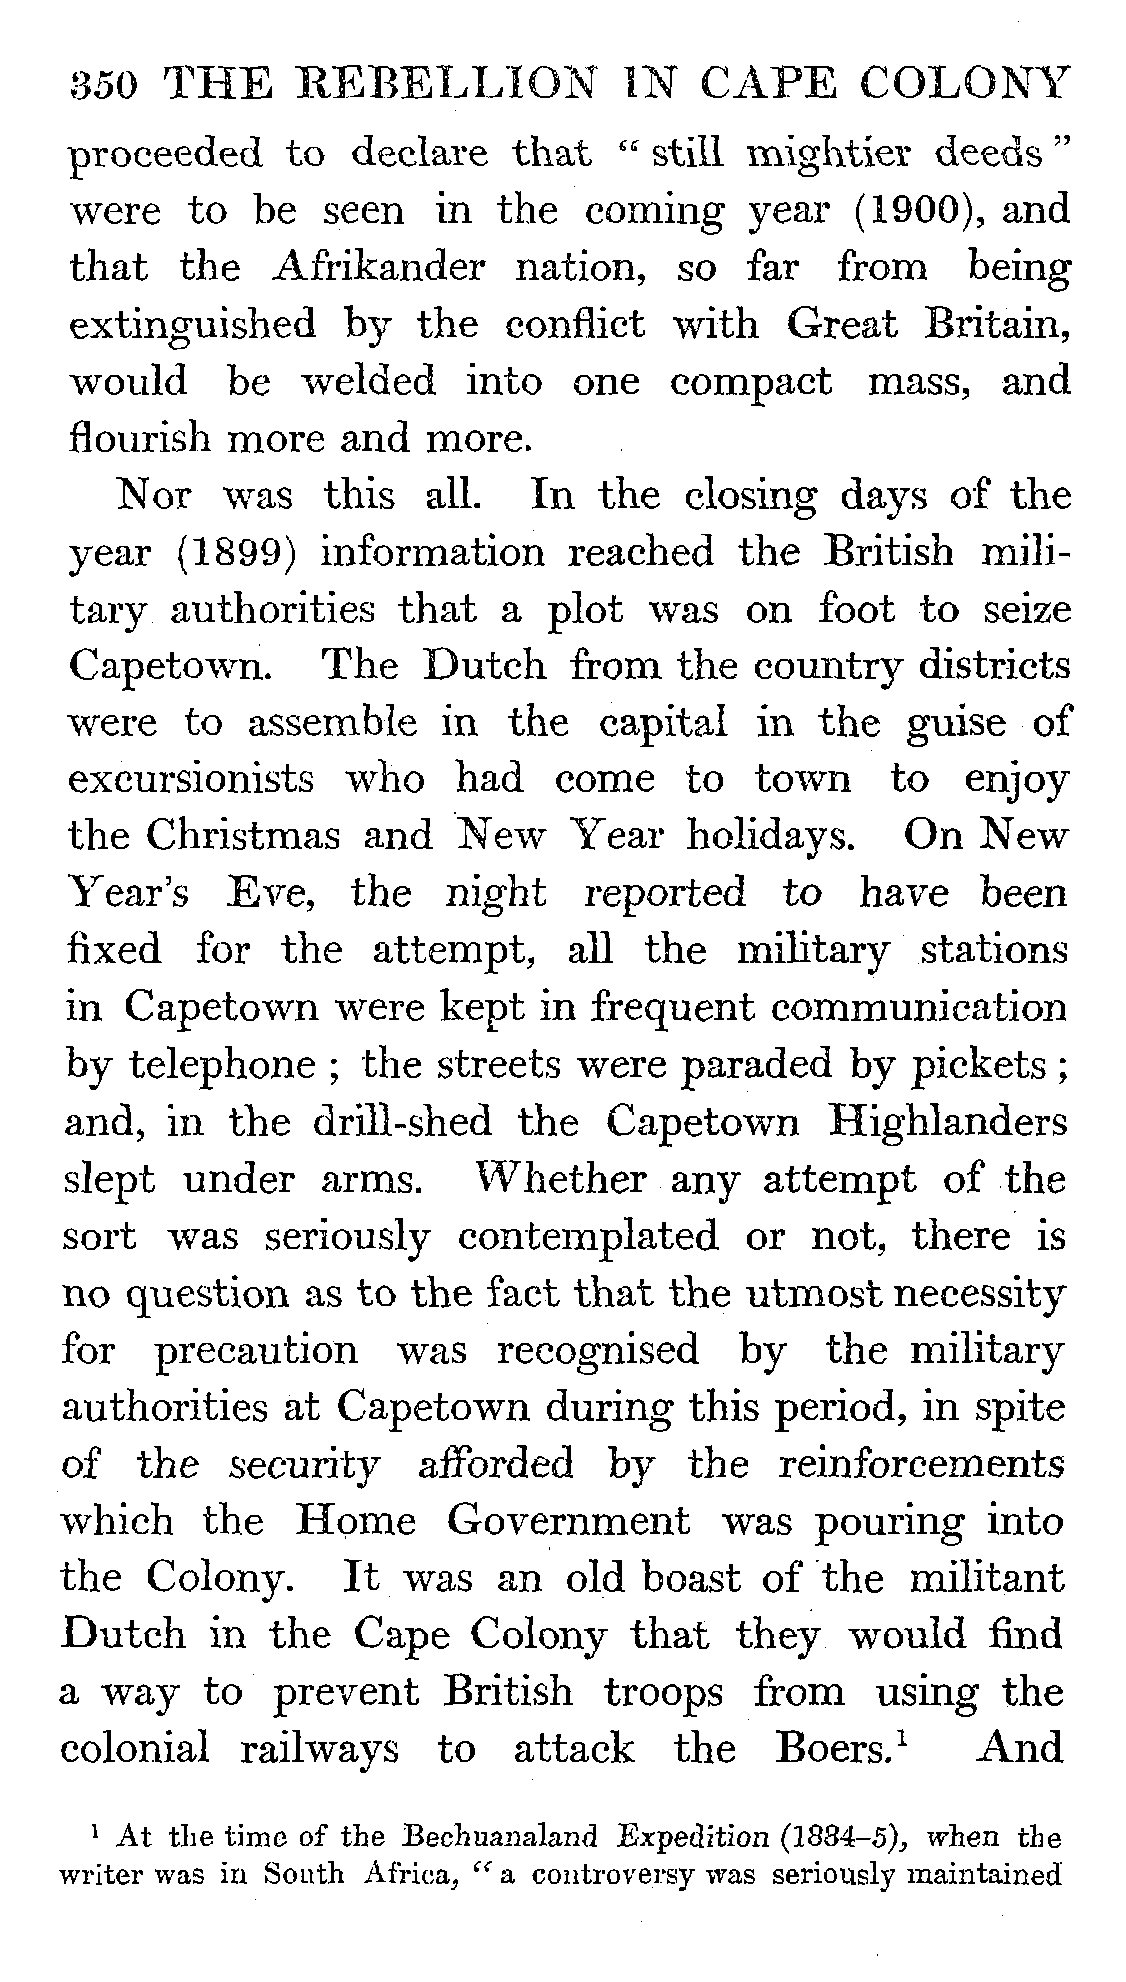 350 THE REBELLION IN CAPE COLONY
proceeded to declare that “ still mightier deeds ”
were to be seen in the coming year (1900), and
that the Afrikander nation, so far from being
extinguished by the conflict with Great Britain,
would be welded into one compact mass, and
flourish more and more.
Nor was this all. In the closing days of the
year (1899) information reached the British mili-
tary authorities that a plot was on foot to seize
Capetown. The Dutch from the country districts
were to assemble in the capital in the guise of
excursionists who had come to town to enjoy
the Christmas and New Year holidays. On New
Year's Eve, the night reported to have been
fixed for the attempt, all the military stations
in Capetown were kept in frequent communication
by telephone ; the streets were paraded by pickets ;
and, in the drill-shed the Capetown Highlanders
slept under arms. Whether any attempt of the
sort was seriously contemplated or not, there is
no question as to the fact that the utmost necessity
for precaution was recognised by the military
authorities at Capetown during this period, in spite
of the security afforded by the reinforcements
which the Home Government was pouring into
the Colony. It was an old boast of the militant
Dutch in the Cape Colony that they would find
a way to prevent British troops from using the
colonial railways to attack the Boers.¹ And
¹ At the time of the Bechuanaland Expedition (1884–5), when the
writer was in South Africa, “ a controversy was seriously maintained